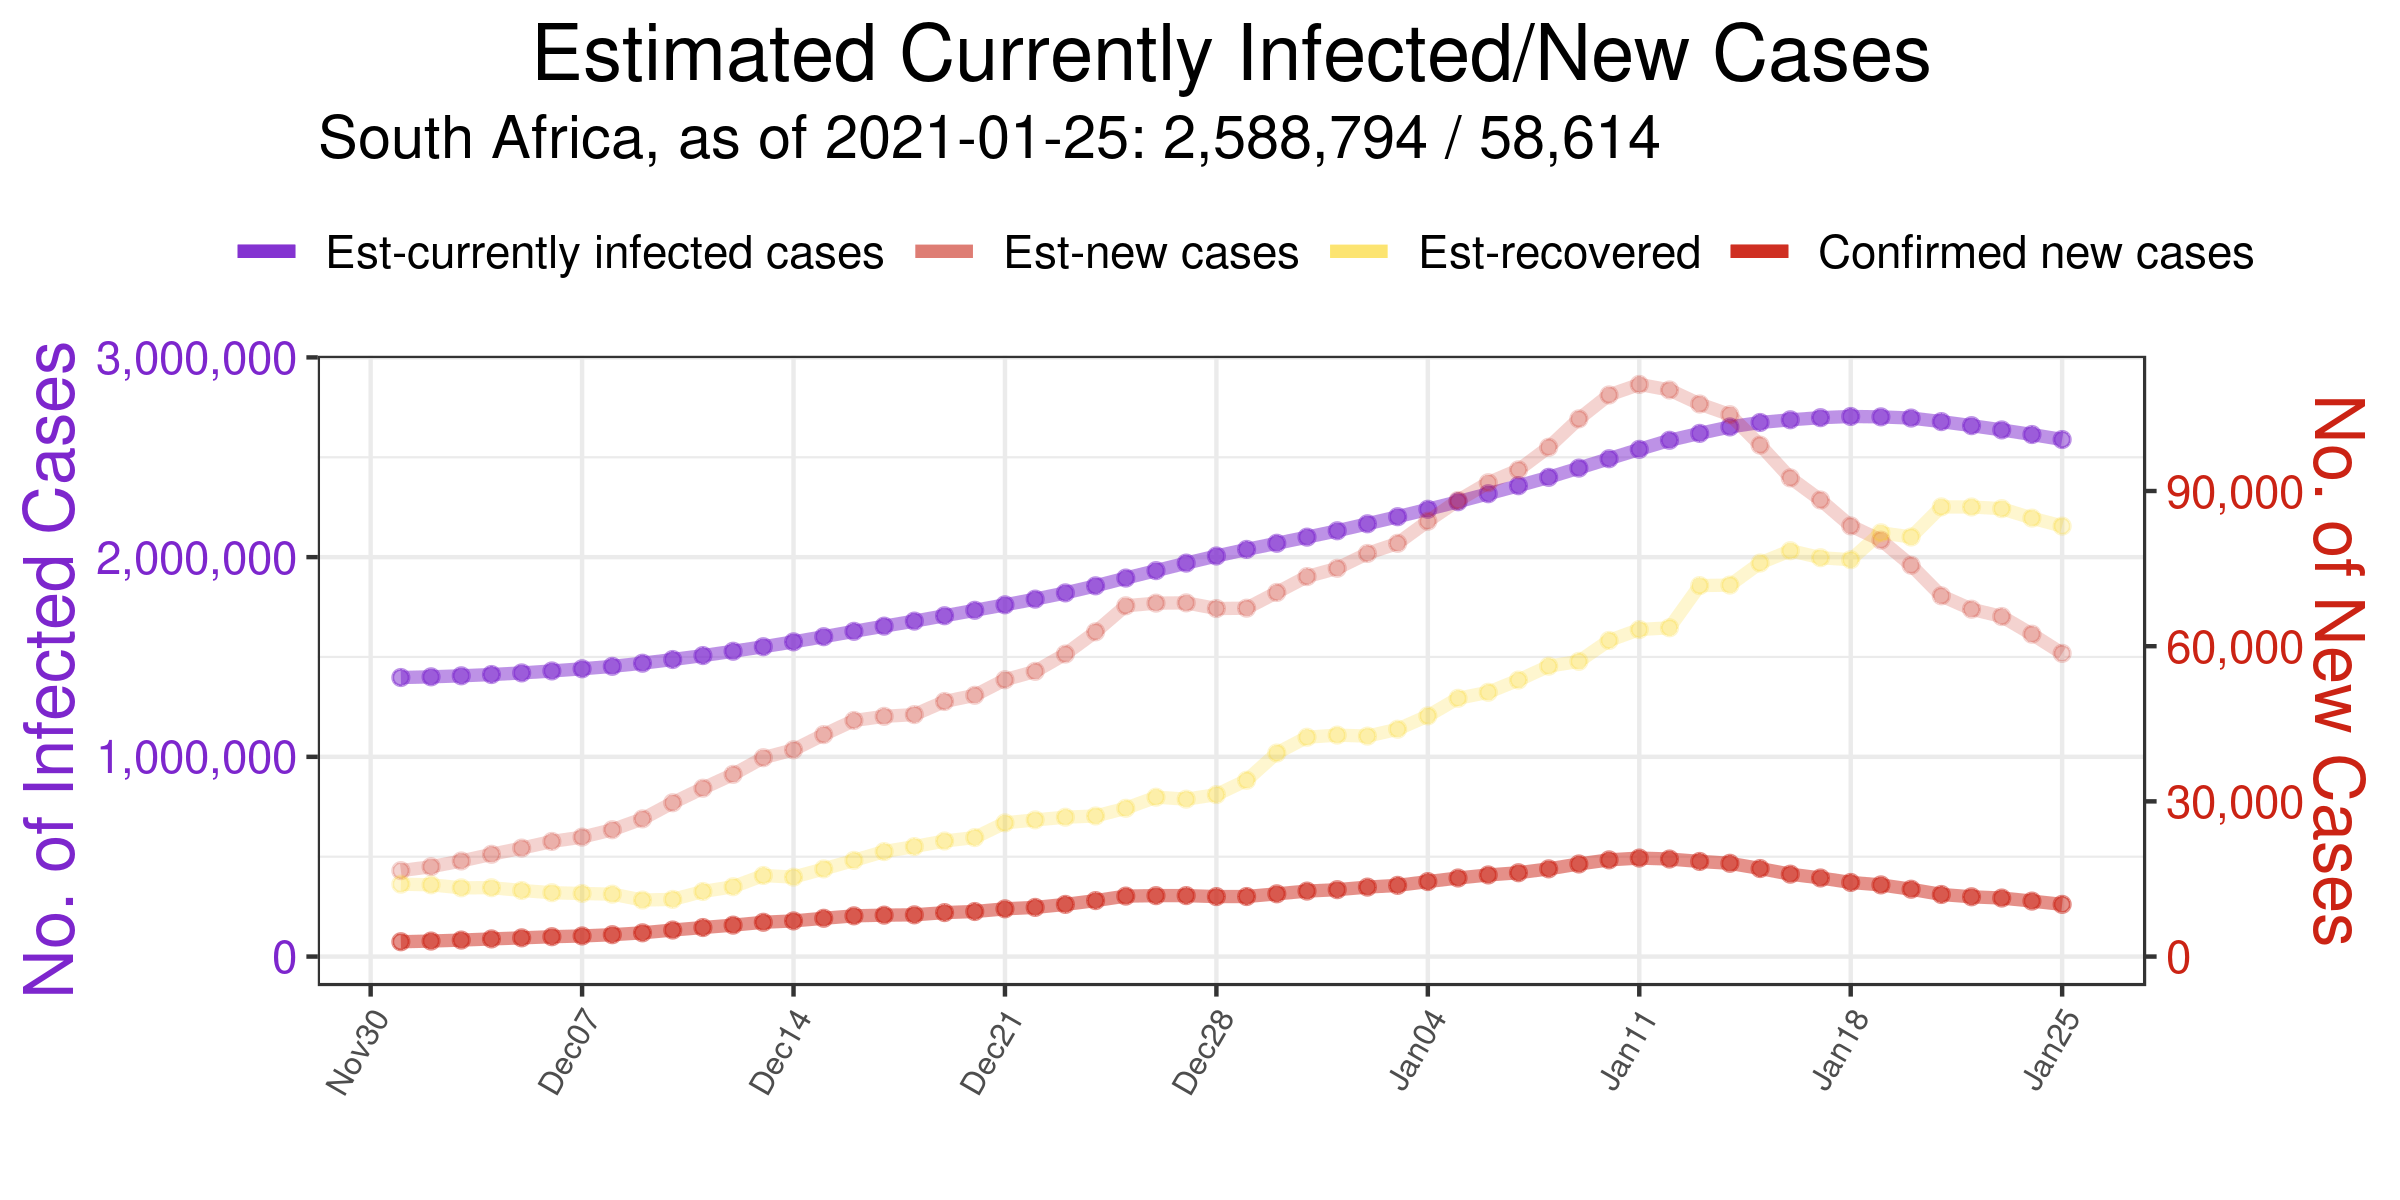 Estimated Currently Infected/New Cases
South Africa, as of 2021-01-25: 2,588,794 / 58,614
Est-currently infected cases Est-new cases Est-recovered Confirmed new cases
No. of Infected Cases
3,000,000
2,000,000
1,000,000
0
90,000
60,000
30,000
0
No. of New Cases
Nov30 Dec07 Dec14 Dec21 Dec28 Jan04 Jan11 Jan18 Jan25